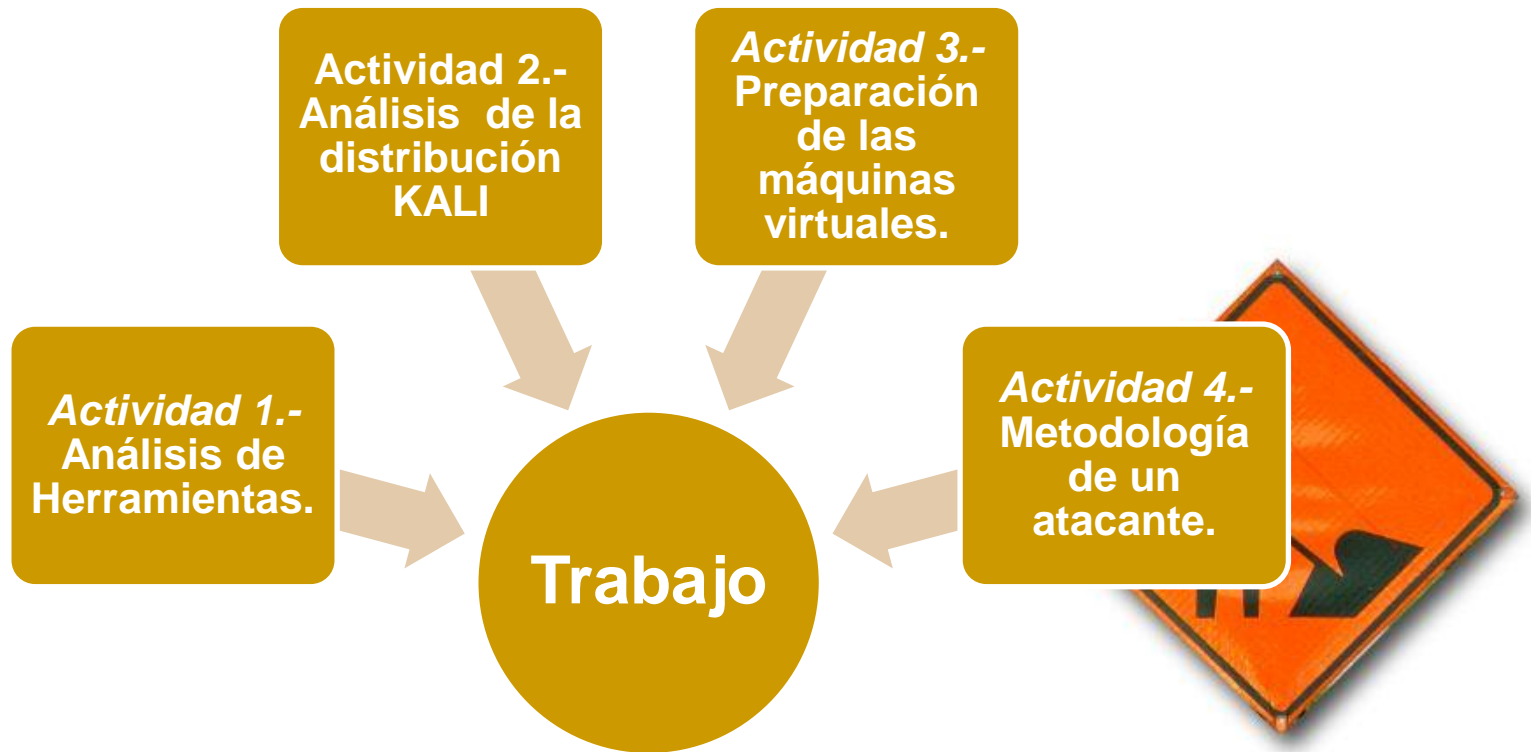 Actividad 1.-
Análisis de
Herramientas.
Actividad 2.-
Análisis de la
distribución
KALI
Actividad 3.-
Preparación
de las
máquinas
virtuales.
Actividad 4.-
Metodología
de un
atacante.
Trabajo